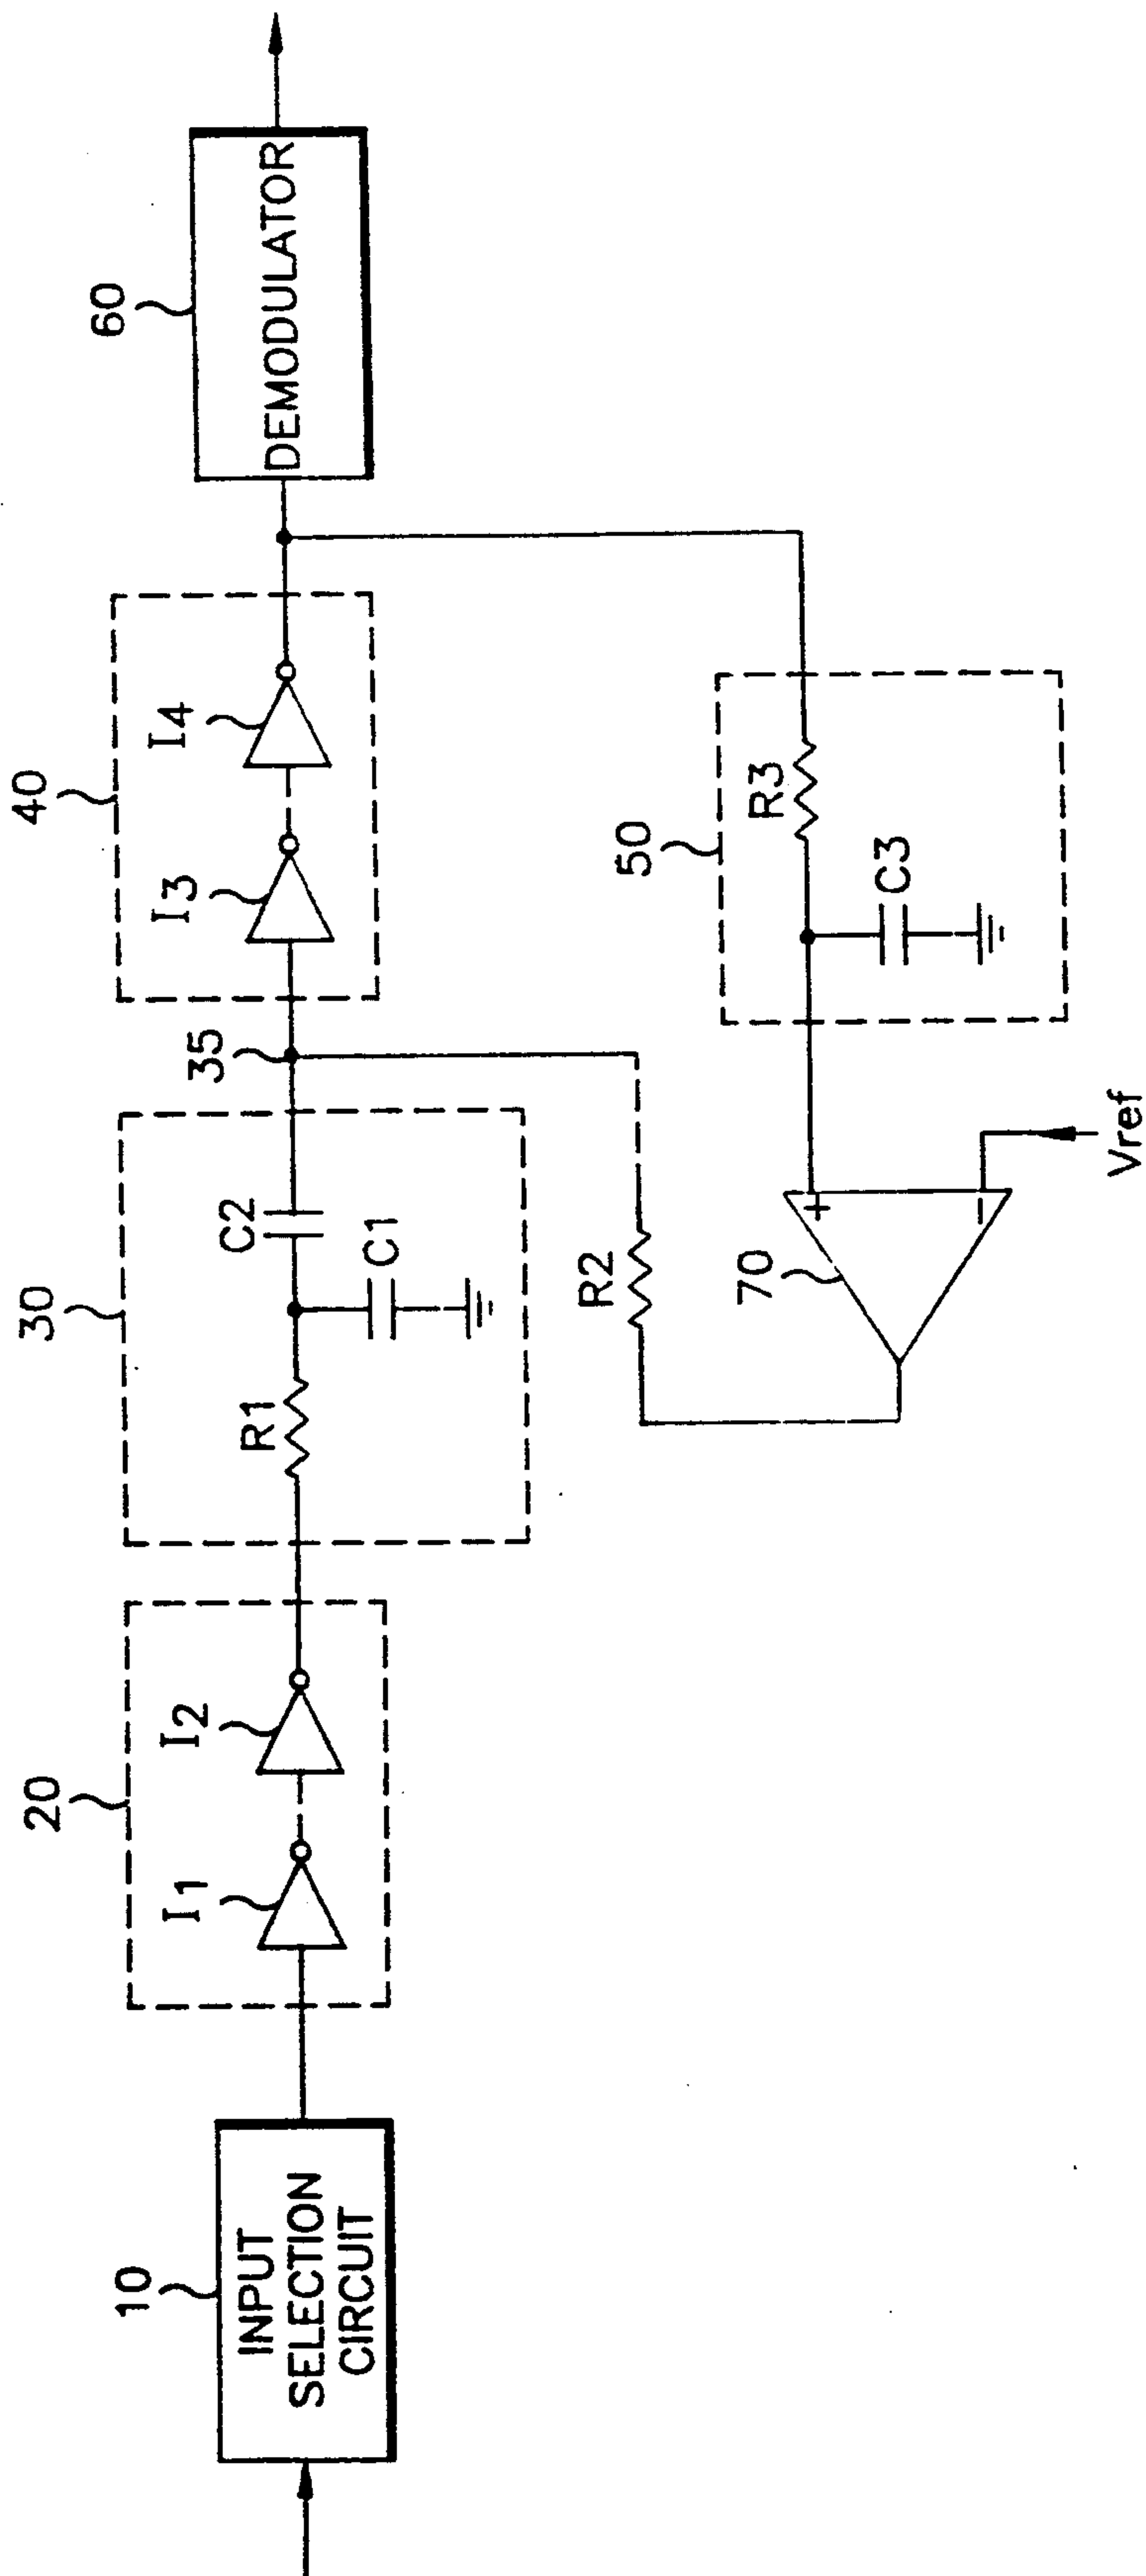 10
INPUT
SELECTION
CIRCUIT
20
I1
I2
30
R1
C2
C1
35
40
I3
I4
60
DEMODULATOR
R2
70
+
−
Vref
50
R3
C3